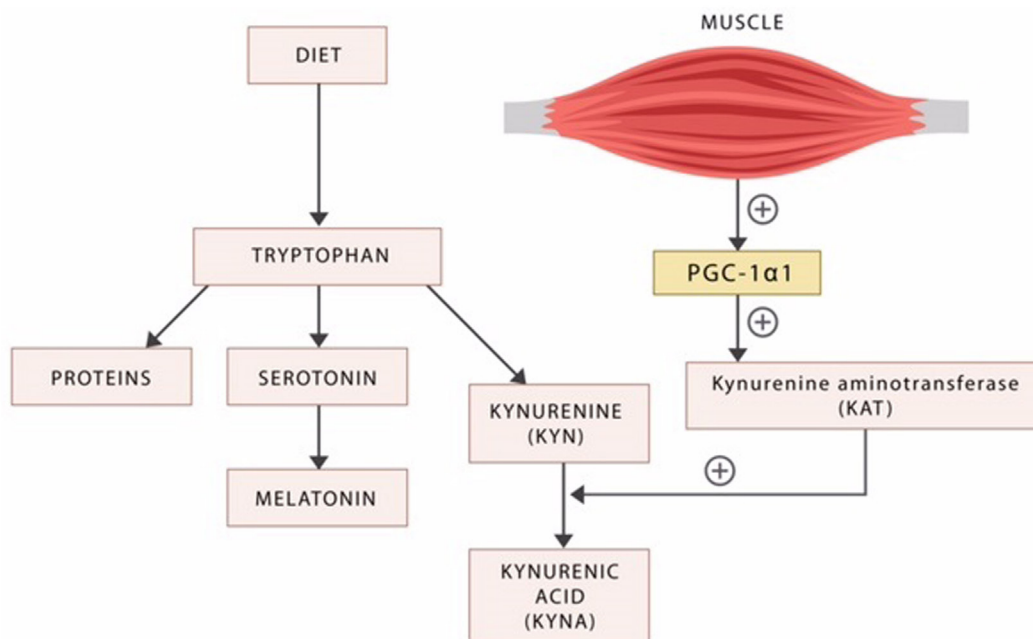 MUSCLE
DIET
TRYPTOPHAN
PGC-1α1
PROTEINS
SEROTONIN
KYNURENINE
(KYN)
Kynurenine aminotransferase
(KAT)
MELATONIN
KYNURENIC
ACID
(KYNA)